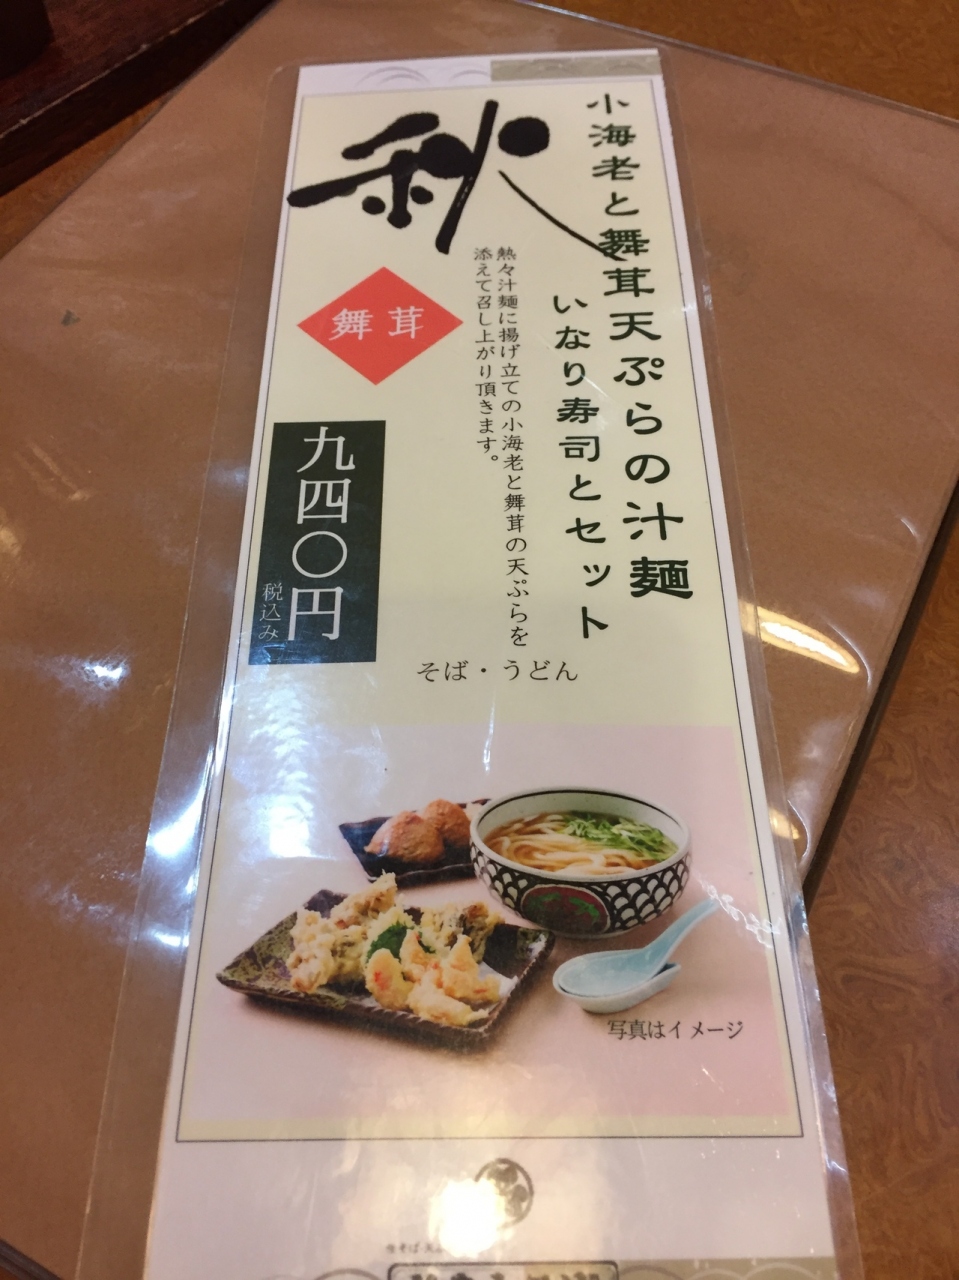 小海老と舞茸天ぷらの汁麺
いなり寿司とセット
秋
熱々汁麺に揚げ立ての小海老と舞茸の天ぷらを
添えて召し上がり頂きます。
舞茸
九四〇円
税込み
そば・うどん
写真はイメージ